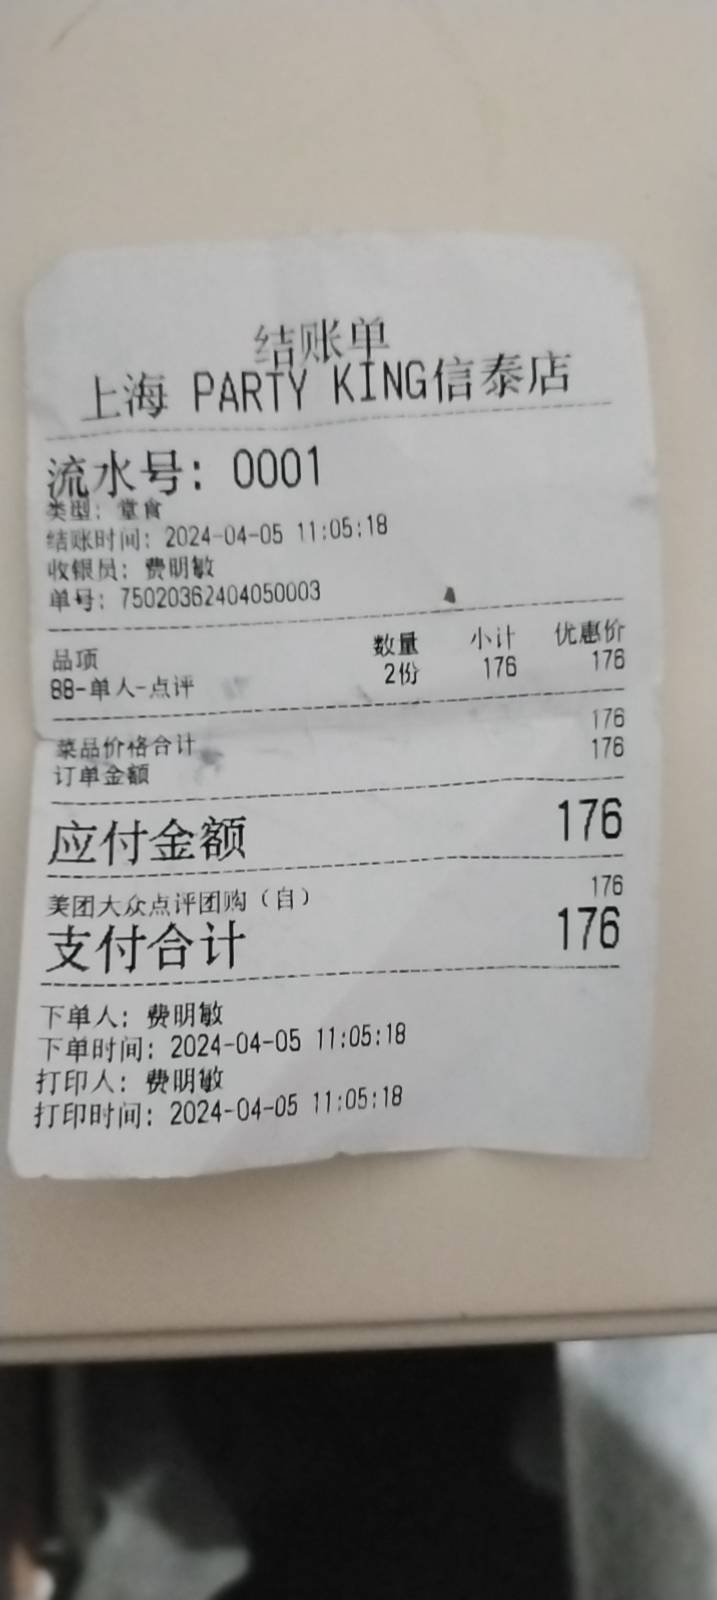 结账单
上海 PARTY KING信泰店
流水号: 0001
类型: 堂食
结账时间: 2024-04-05 11:05:18
收银员: 费明敏
单号: 75020362404050003
品项 数量 小计 优惠价
88-单人-点评 2份 176 176
菜品价格合计 176
订单金额 176
应付金额 176
美团大众点评团购（自） 176
支付合计 176
下单人: 费明敏
下单时间: 2024-04-05 11:05:18
打印人: 费明敏
打印时间: 2024-04-05 11:05:18